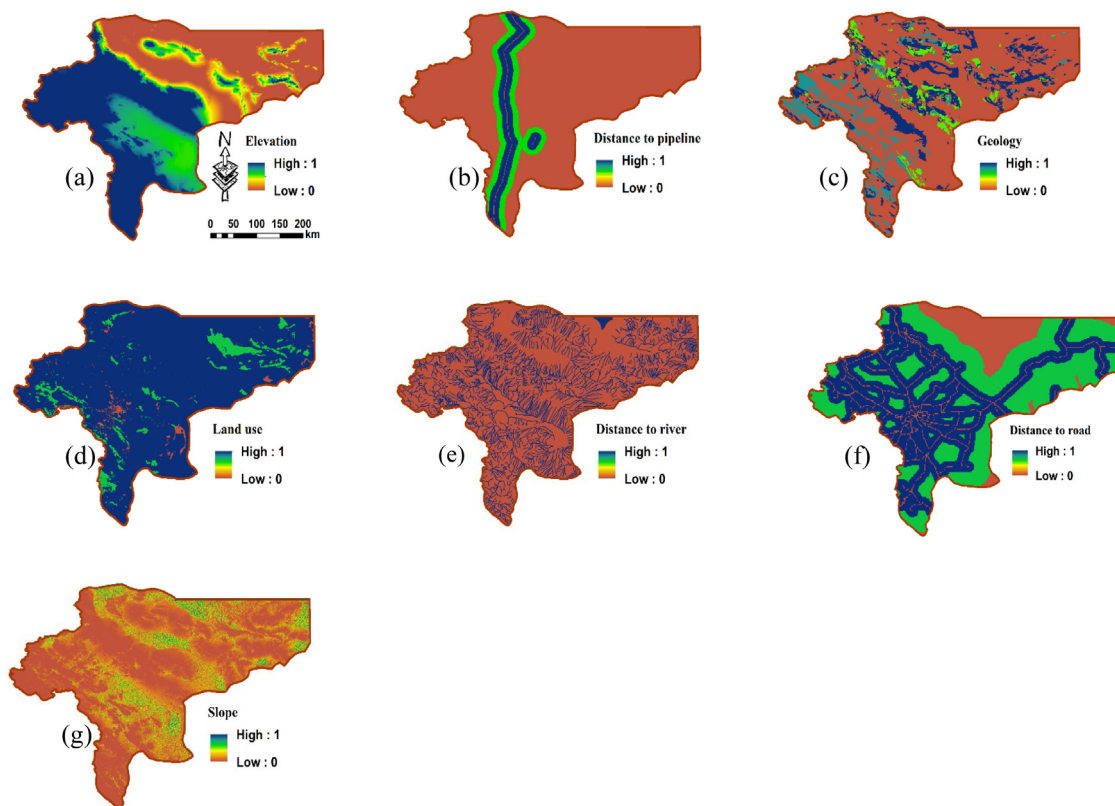 Elevation
High : 1
Low : 0
(a)
N
0 25 50 100 150 200
km
Distance to pipeline
High : 1
Low : 0
(b)
Geology
High : 1
Low : 0
(c)
Land use
High : 1
Low : 0
(d)
Distance to river
High : 1
Low : 0
(e)
Distance to road
High : 1
Low : 0
(f)
Slope
High : 1
Low : 0
(g)